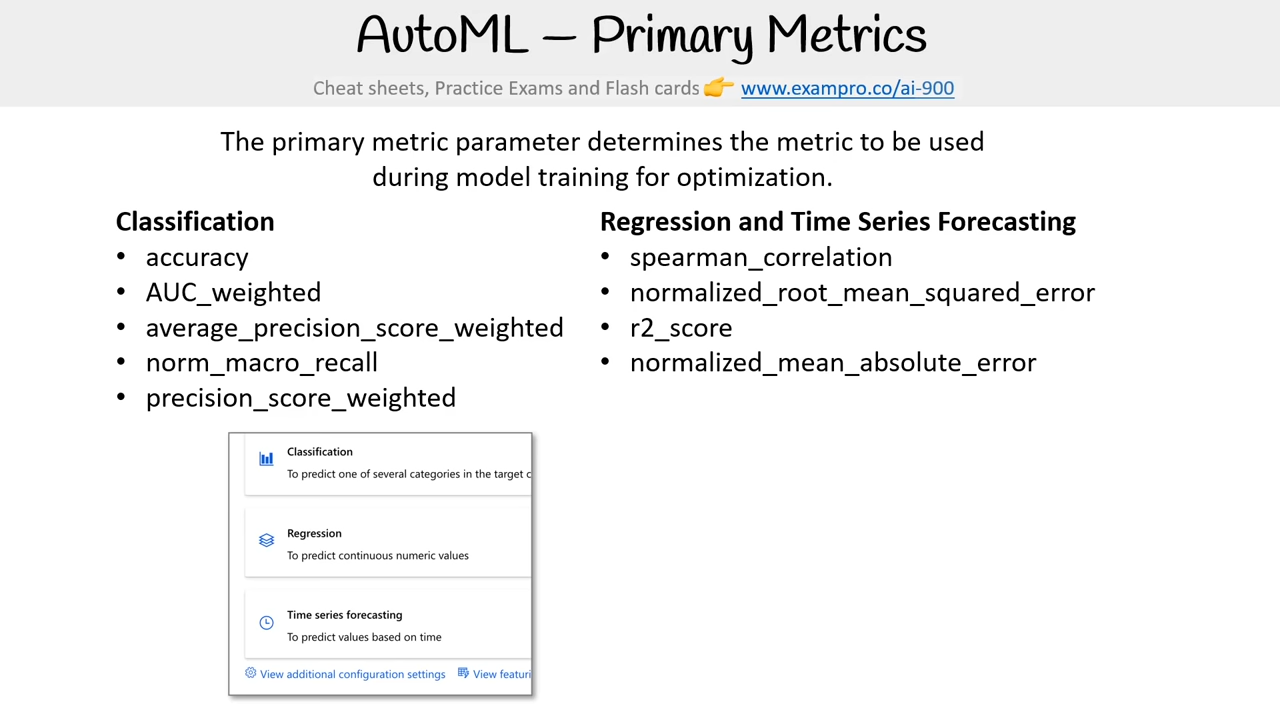 AutoML – Primary Metrics
Cheat sheets, Practice Exams and Flash cards 👉 www.exampro.co/ai-900
The primary metric parameter determines the metric to be used
during model training for optimization.
Classification
• accuracy
• AUC_weighted
• average_precision_score_weighted
• norm_macro_recall
• precision_score_weighted
Regression and Time Series Forecasting
• spearman_correlation
• normalized_root_mean_squared_error
• r2_score
• normalized_mean_absolute_error
Classification
To predict one of several categories in the target c
Regression
To predict continuous numeric values
Time series forecasting
To predict values based on time
View additional configuration settings View featuri